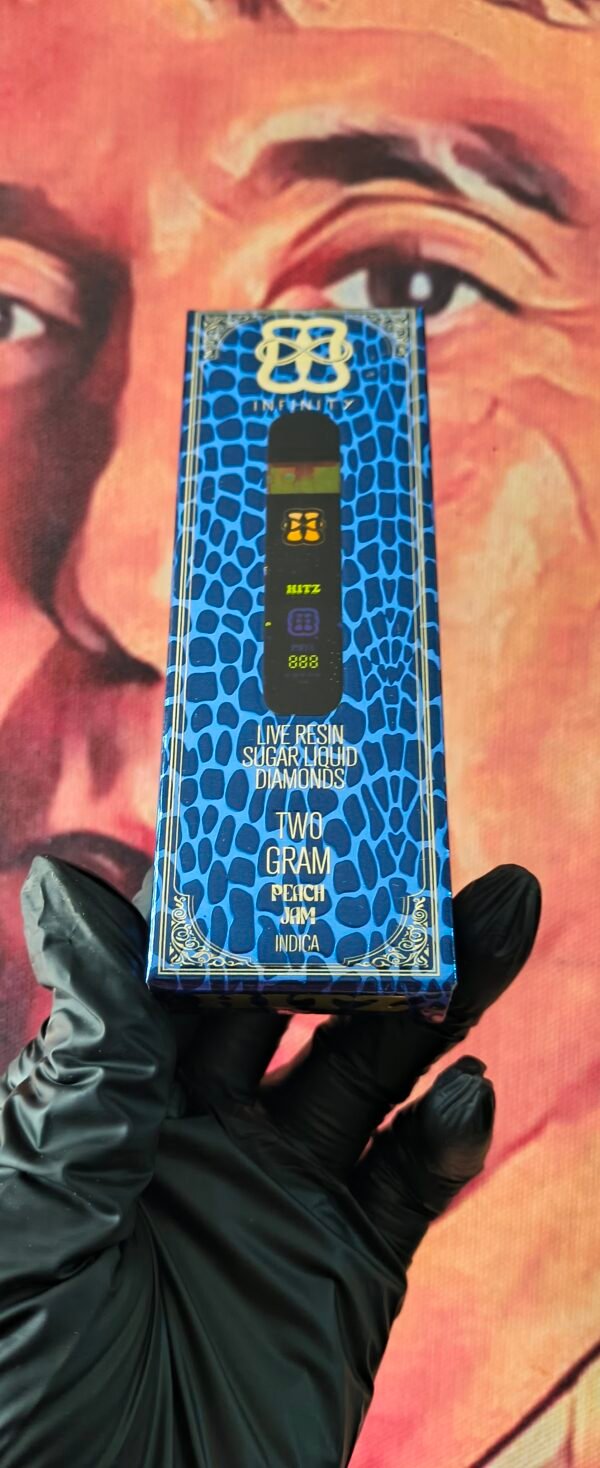 INFINITY
HITZ
888
LIVE RESIN
SUGAR LIQUID
DIAMONDS
TWO
GRAM
PEACH
JAM
INDICA